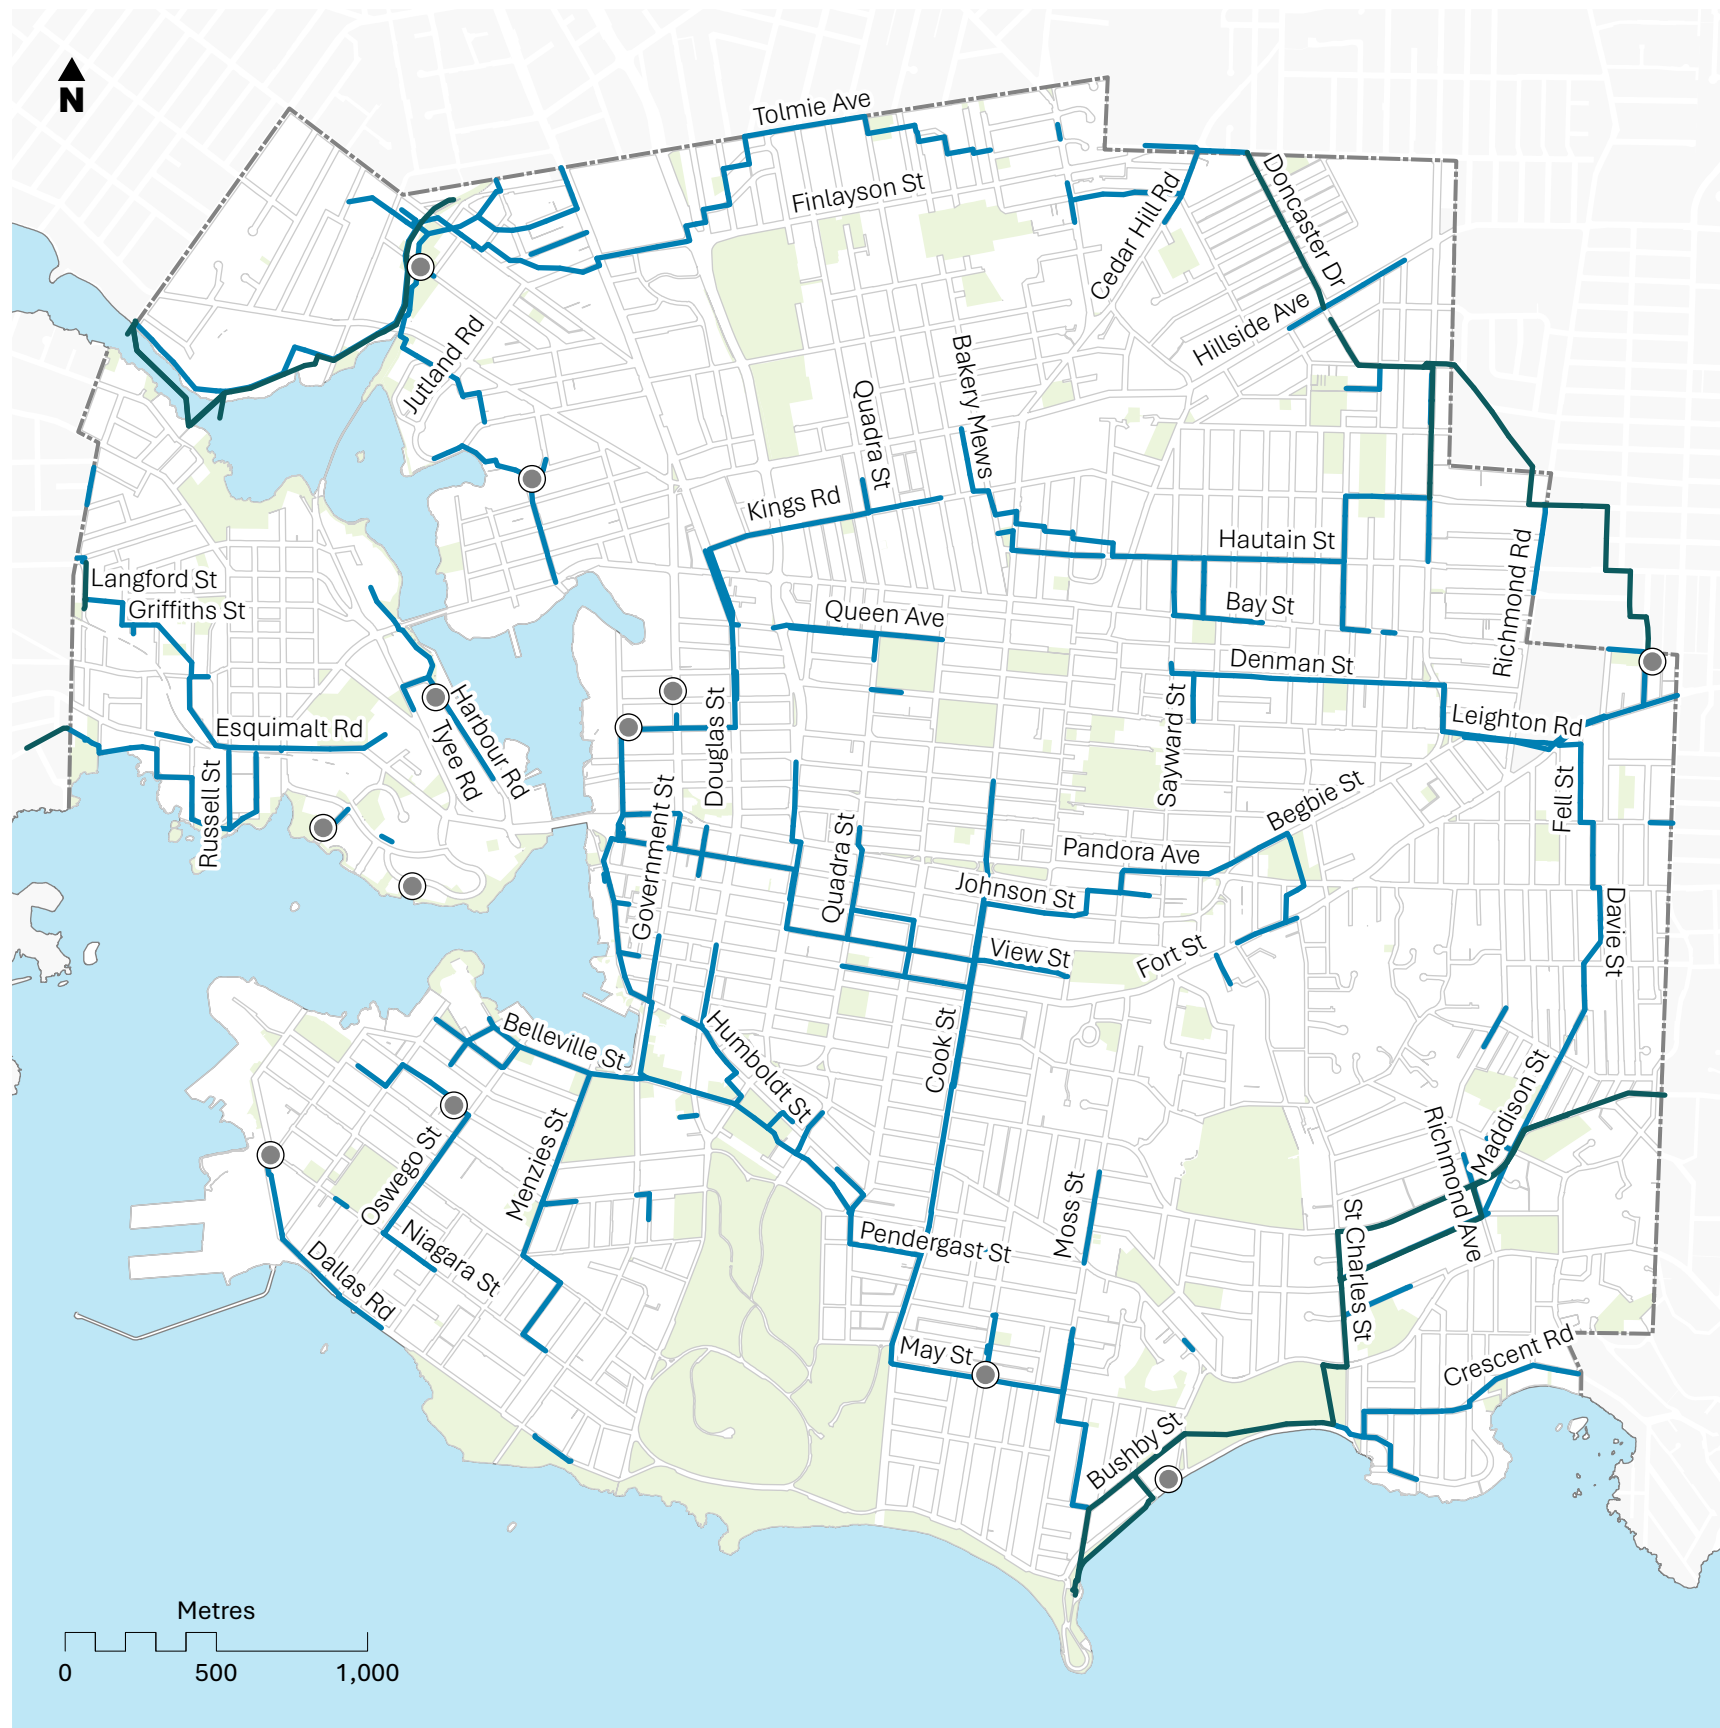 N
Tolmie Ave
Finlayson St
Cedar Hill Rd
Doncaster Dr
Hillside Ave
Jutland Rd
Bakery Mews
Quadra St
Kings Rd
Hautain St
Richmond Rd
Langford St
Griffiths St
Bay St
Queen Ave
Denman St
Harbour Rd
Tyee Rd
Douglas St
Sayward St
Leighton Rd
Esquimalt Rd
Russell St
Government St
Quadra St
Begbie St
Fell St
Pandora Ave
Johnson St
View St
Fort St
Davie St
Belleville St
Humboldt St
Cook St
Maddison St
Menzies St
Oswego St
Richmond Ave
Moss St
Niagara St
Dallas Rd
Pendergast St
St Charles St
May St
Crescent Rd
Bushby St
Metres
0 500 1,000